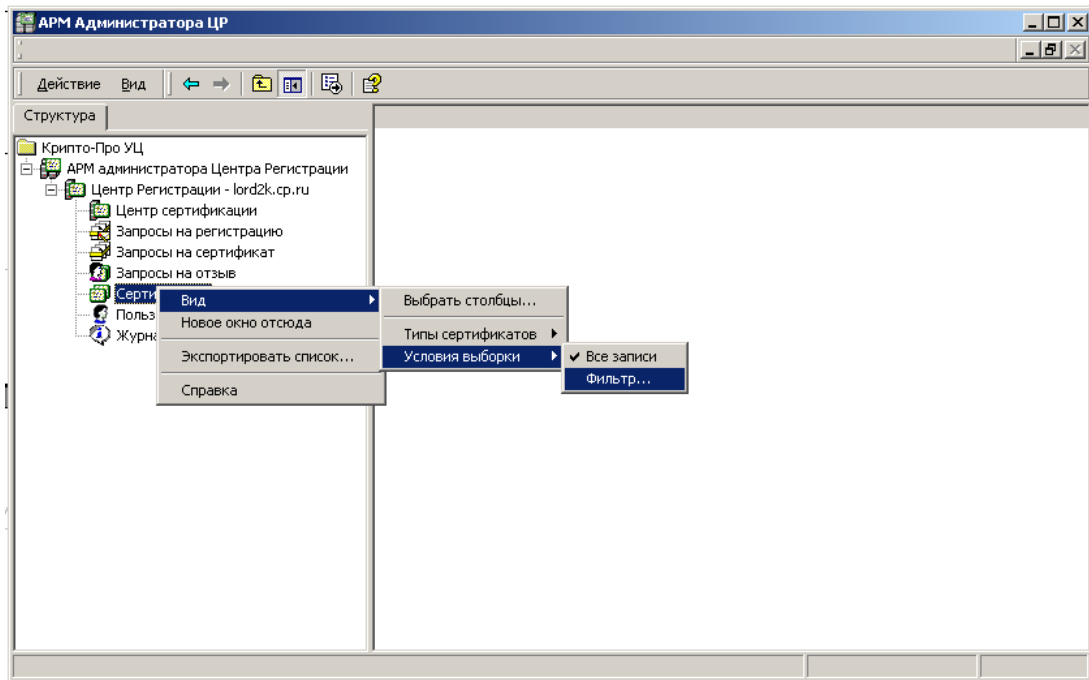 АРМ Администратора ЦР
Действие Вид
Структура
Крипто-Про УЦ
АРМ администратора Центра Регистрации
Центр Регистрации - lord2k.cp.ru
Центр сертификации
Запросы на регистрацию
Запросы на сертификат
Запросы на отзыв
Серти
Польз
Журна
Вид
Новое окно отсюда
Экспортировать список...
Справка
Выбрать столбцы...
Типы сертификатов
Условия выборки
Все записи
Фильтр...